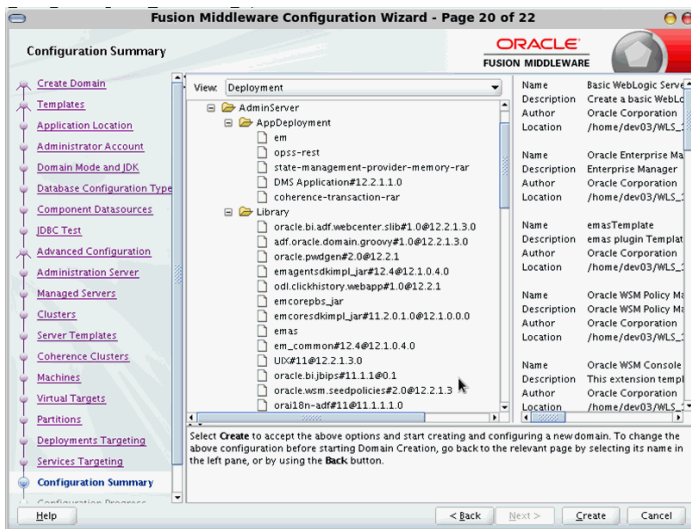 Fusion Middleware Configuration Wizard - Page 20 of 22
Configuration Summary
ORACLE
FUSION MIDDLEWARE
Create Domain
Templates
Application Location
Administrator Account
Domain Mode and JDK
Database Configuration Type
Component Datasources
JDBC Test
Advanced Configuration
Administration Server
Managed Servers
Clusters
Server Templates
Coherence Clusters
Machines
Virtual Targets
Partitions
Deployments Targeting
Services Targeting
Configuration Summary
Configuration Progress
View: Deployment
AdminServer
AppDeployment
em
opss-rest
state-management-provider-memory-rar
DMS Application#12.2.1.1.0
coherence-transaction-rar
Library
oracle.bi.adf.webcenter.slib#1.0@12.2.1.3.0
adf.oracle.domain.groovy#1.0@12.2.1.3.0
oracle.pwdgen#2.0@12.2.1
emagentsdkimpl_jar#12.4@12.1.0.4.0
odl.clickhistory.webapp#1.0@12.2.1
emcorepbs_jar
emcoresdkimpl_jar#11.2.0.1.0@12.1.0.0.0
emas
em_common#12.4@12.1.0.4.0
UIX#11@12.2.1.3.0
oracle.bi.jbips#11.1.1@0.1
oracle.wsm.seedpolicies#2.0@12.2.1.3
orai18n-adf#11@11.1.1.1.0
Name Basic WebLogic Serve
Description Create a basic WebLo
Author Oracle Corporation
Location /home/dev03/WLS_
Name Oracle Enterprise Ma
Description Enterprise Manager
Author Oracle Corporation
Location /home/dev03/WLS_
Name emasTemplate
Description emas plugin Templat
Author Oracle Corporation
Location /home/dev03/WLS_
Name Oracle WSM Policy Ma
Description Oracle WSM Policy Ma
Author Oracle Corporation
Location /home/dev03/WLS_
Name Oracle WSM Console
Description This extension templ
Author Oracle Corporation
Location /home/dev03/WLS_
Select Create to accept the above options and start creating and configuring a new domain. To change the
above configuration before starting Domain Creation, go back to the relevant page by selecting its name in
the left pane, or by using the Back button.
Help
< Back
Next >
Create
Cancel